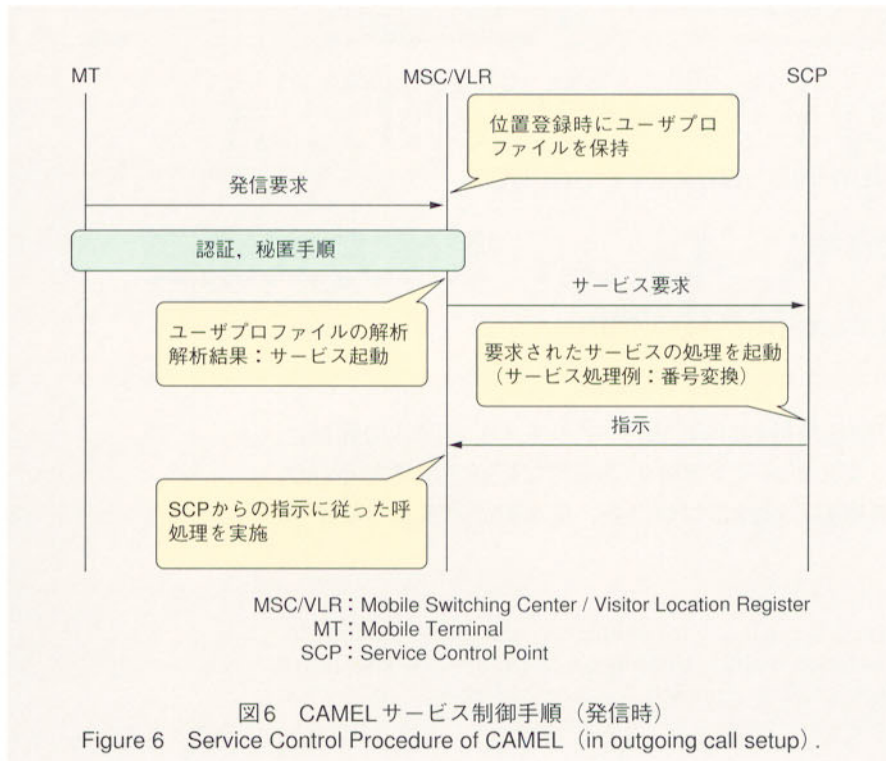 MT
MSC/VLR
SCP
位置登録時にユーザプロ
ファイルを保持
発信要求
認証，秘匿手順
サービス要求
ユーザプロファイルの解析
解析結果：サービス起動
要求されたサービスの処理を起動
（サービス処理例：番号変換）
指示
SCPからの指示に従った呼
処理を実施
MSC/VLR：Mobile Switching Center / Visitor Location Register
MT：Mobile Terminal
SCP：Service Control Point
図6　CAMELサービス制御手順（発信時）
Figure 6　Service Control Procedure of CAMEL（in outgoing call setup）.